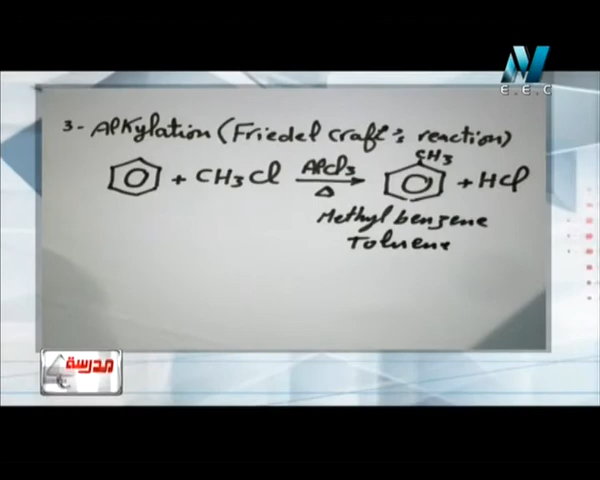 E.E.C
3- Alkylation (Friedel craft's reaction)
CH3
+ CH3Cl AlCl3 + HCl
Δ
Methyl benzene
Toluene
مدرسة